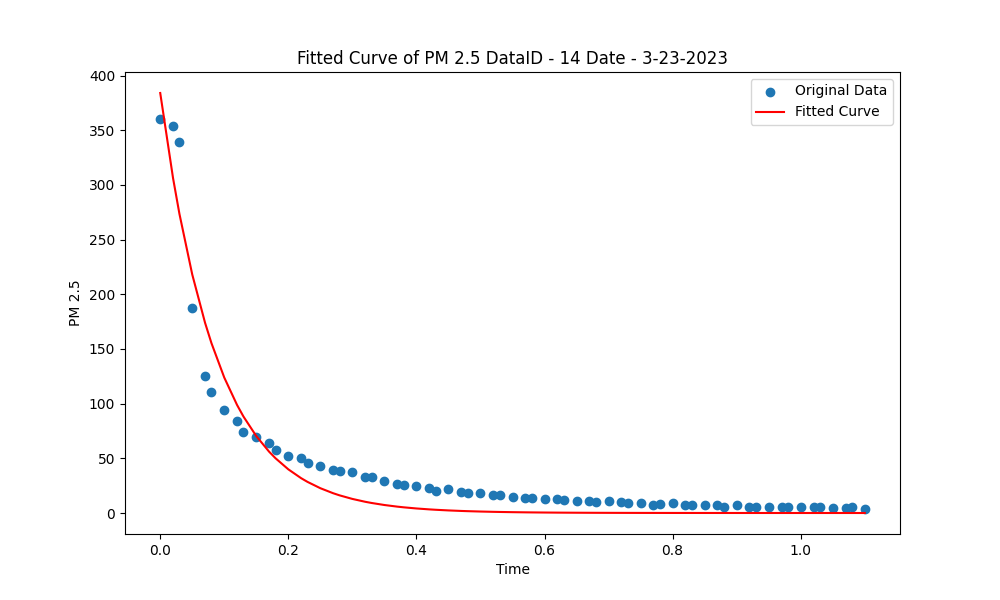 Fitted Curve of PM 2.5 DataID - 14 Date - 3-23-2023
Original Data
Fitted Curve
PM 2.5
400
350
300
250
200
150
100
50
0
0.0 0.2 0.4 0.6 0.8 1.0
Time